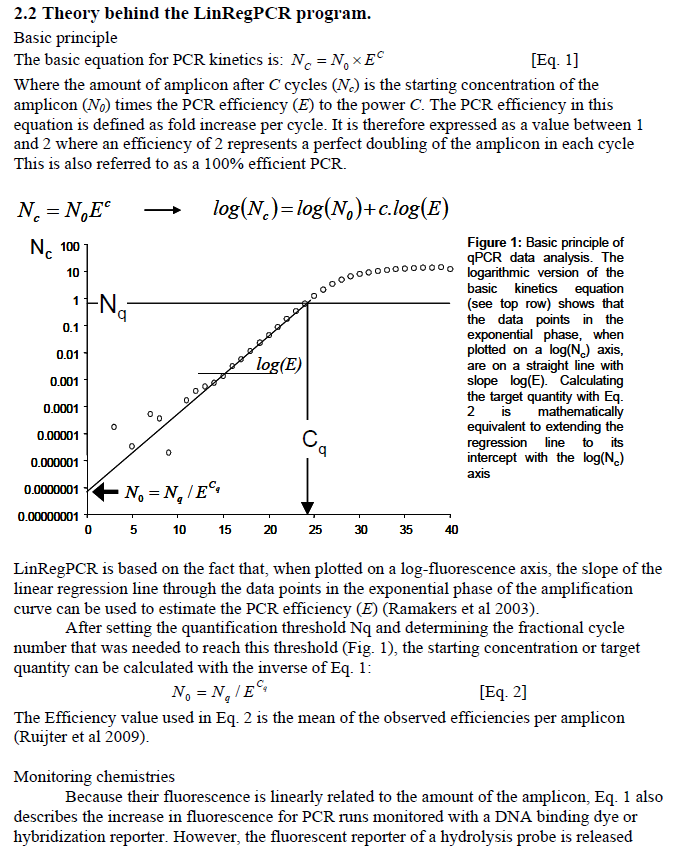 2.2 Theory behind the LinRegPCR program.
Basic principle
The basic equation for PCR kinetics is: N_C = N_0 × E^C [Eq. 1]
Where the amount of amplicon after C cycles (N_c) is the starting concentration of the
amplicon (N_0) times the PCR efficiency (E) to the power C. The PCR efficiency in this
equation is defined as fold increase per cycle. It is therefore expressed as a value between 1
and 2 where an efficiency of 2 represents a perfect doubling of the amplicon in each cycle
This is also referred to as a 100% efficient PCR.
N_c = N_0E^c → log(N_c)=log(N_0)+c.log(E)
N_c
100
10
1
0.1
0.01
0.001
0.0001
0.00001
0.000001
0.0000001
0.00000001
N_q
log(E)
C_q
N_0 = N_q / E^{C_q}
0 5 10 15 20 25 30 35 40
Figure 1: Basic principle of
qPCR data analysis. The
logarithmic version of the
basic kinetics equation
(see top row) shows that
the data points in the
exponential phase, when
plotted on a log(N_c) axis,
are on a straight line with
slope log(E). Calculating
the target quantity with Eq.
2 is mathematically
equivalent to extending the
regression line to its
intercept with the log(N_c)
axis
LinRegPCR is based on the fact that, when plotted on a log-fluorescence axis, the slope of the
linear regression line through the data points in the exponential phase of the amplification
curve can be used to estimate the PCR efficiency (E) (Ramakers et al 2003).
After setting the quantification threshold Nq and determining the fractional cycle
number that was needed to reach this threshold (Fig. 1), the starting concentration or target
quantity can be calculated with the inverse of Eq. 1:
N_0 = N_q / E^{C_q} [Eq. 2]
The Efficiency value used in Eq. 2 is the mean of the observed efficiencies per amplicon
(Ruijter et al 2009).
Monitoring chemistries
Because their fluorescence is linearly related to the amount of the amplicon, Eq. 1 also
describes the increase in fluorescence for PCR runs monitored with a DNA binding dye or
hybridization reporter. However, the fluorescent reporter of a hydrolysis probe is released